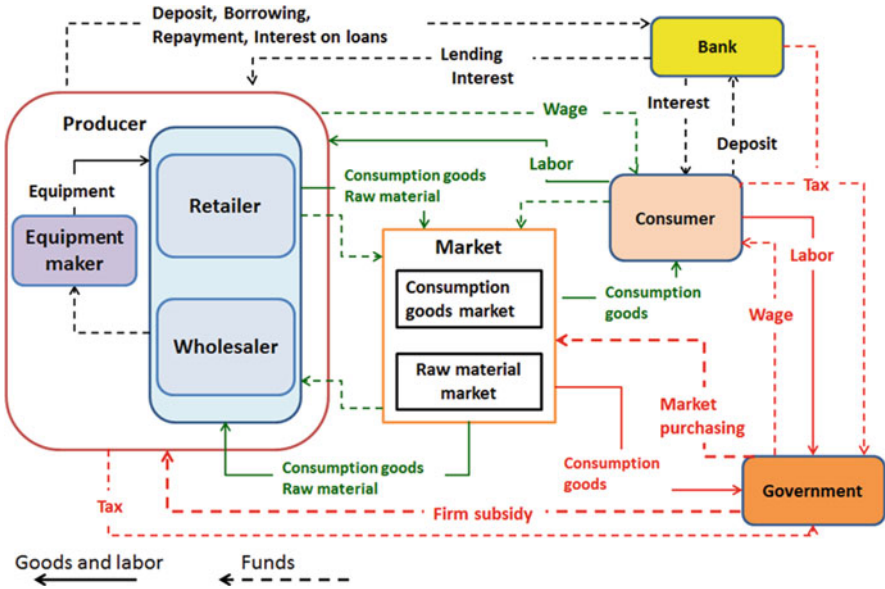 Deposit, Borrowing,
Repayment, Interest on loans
Bank
Lending
Interest
Wage
Interest
Deposit
Producer
Labor
Tax
Equipment
Retailer
Consumption goods
Raw material
Consumer
Equipment
maker
Market
Labor
Consumption
goods market
Consumption
goods
Wage
Wholesaler
Raw material
market
Market
purchasing
Consumption goods
Raw material
Consumption
goods
Government
Tax
Firm subsidy
Goods and labor
Funds